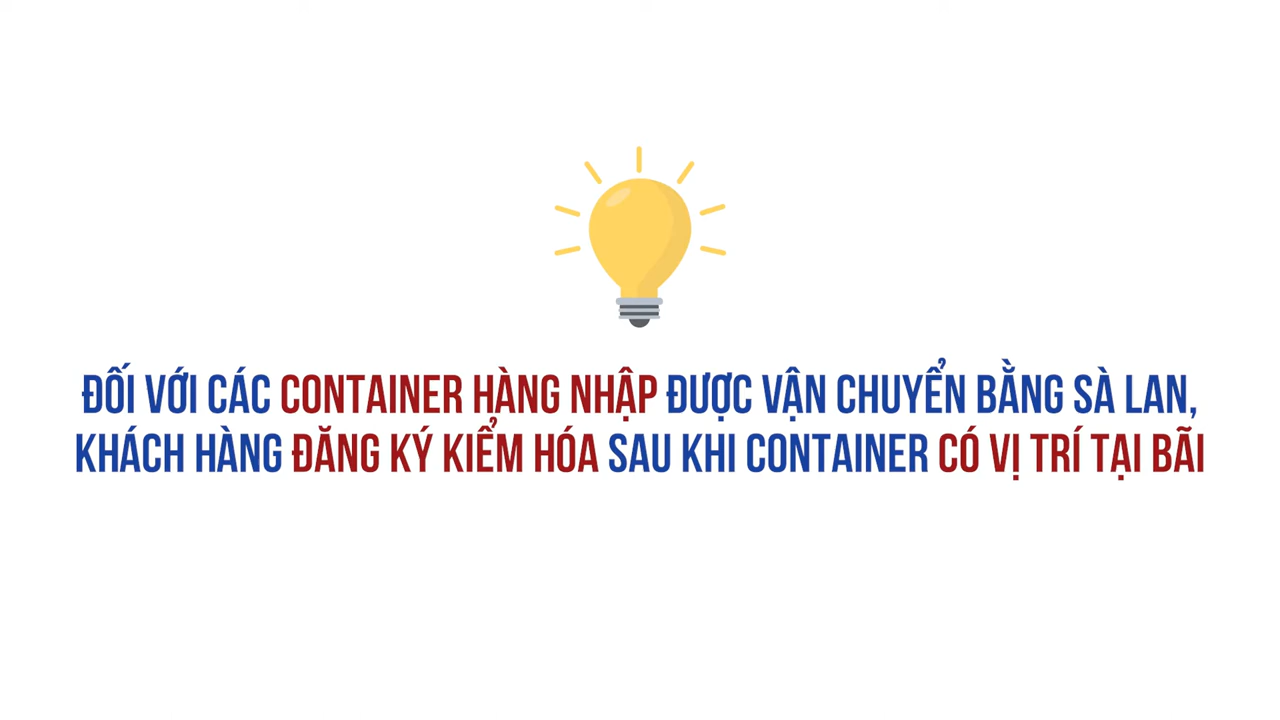 ĐỐI VỚI CÁC CONTAINER HÀNG NHẬP ĐƯỢC VẬN CHUYỂN BẰNG SÀ LAN,
KHÁCH HÀNG ĐĂNG KÝ KIỂM HÓA SAU KHI CONTAINER CÓ VỊ TRÍ TẠI BÃI